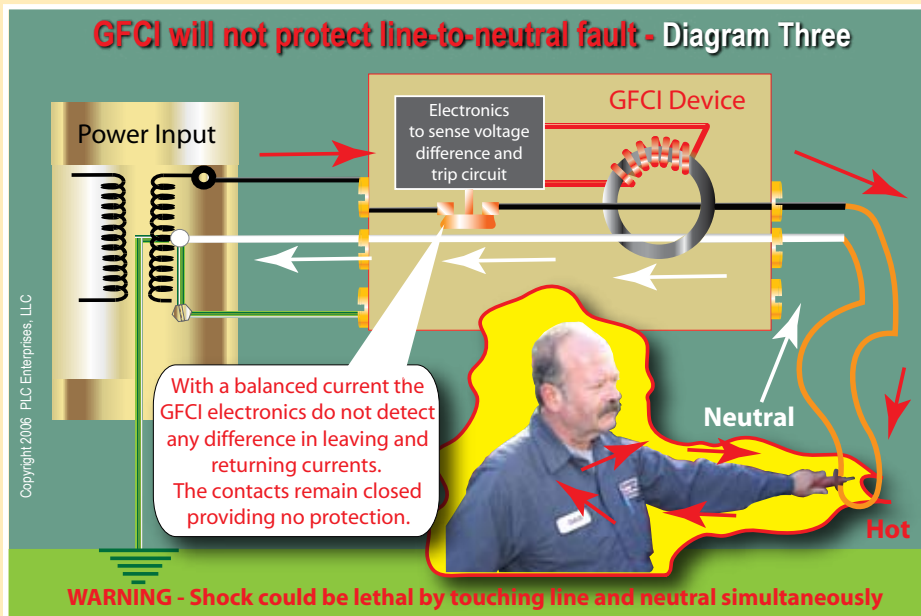 GFCI will not protect line-to-neutral fault - Diagram Three
Power Input
Electronics
to sense voltage
difference and
trip circuit
GFCI Device
With a balanced current the
GFCI electronics do not detect
any difference in leaving and
returning currents.
The contacts remain closed
providing no protection.
Neutral
Hot
Copyright 2006 PLC Enterprises, LLC
WARNING - Shock could be lethal by touching line and neutral simultaneously